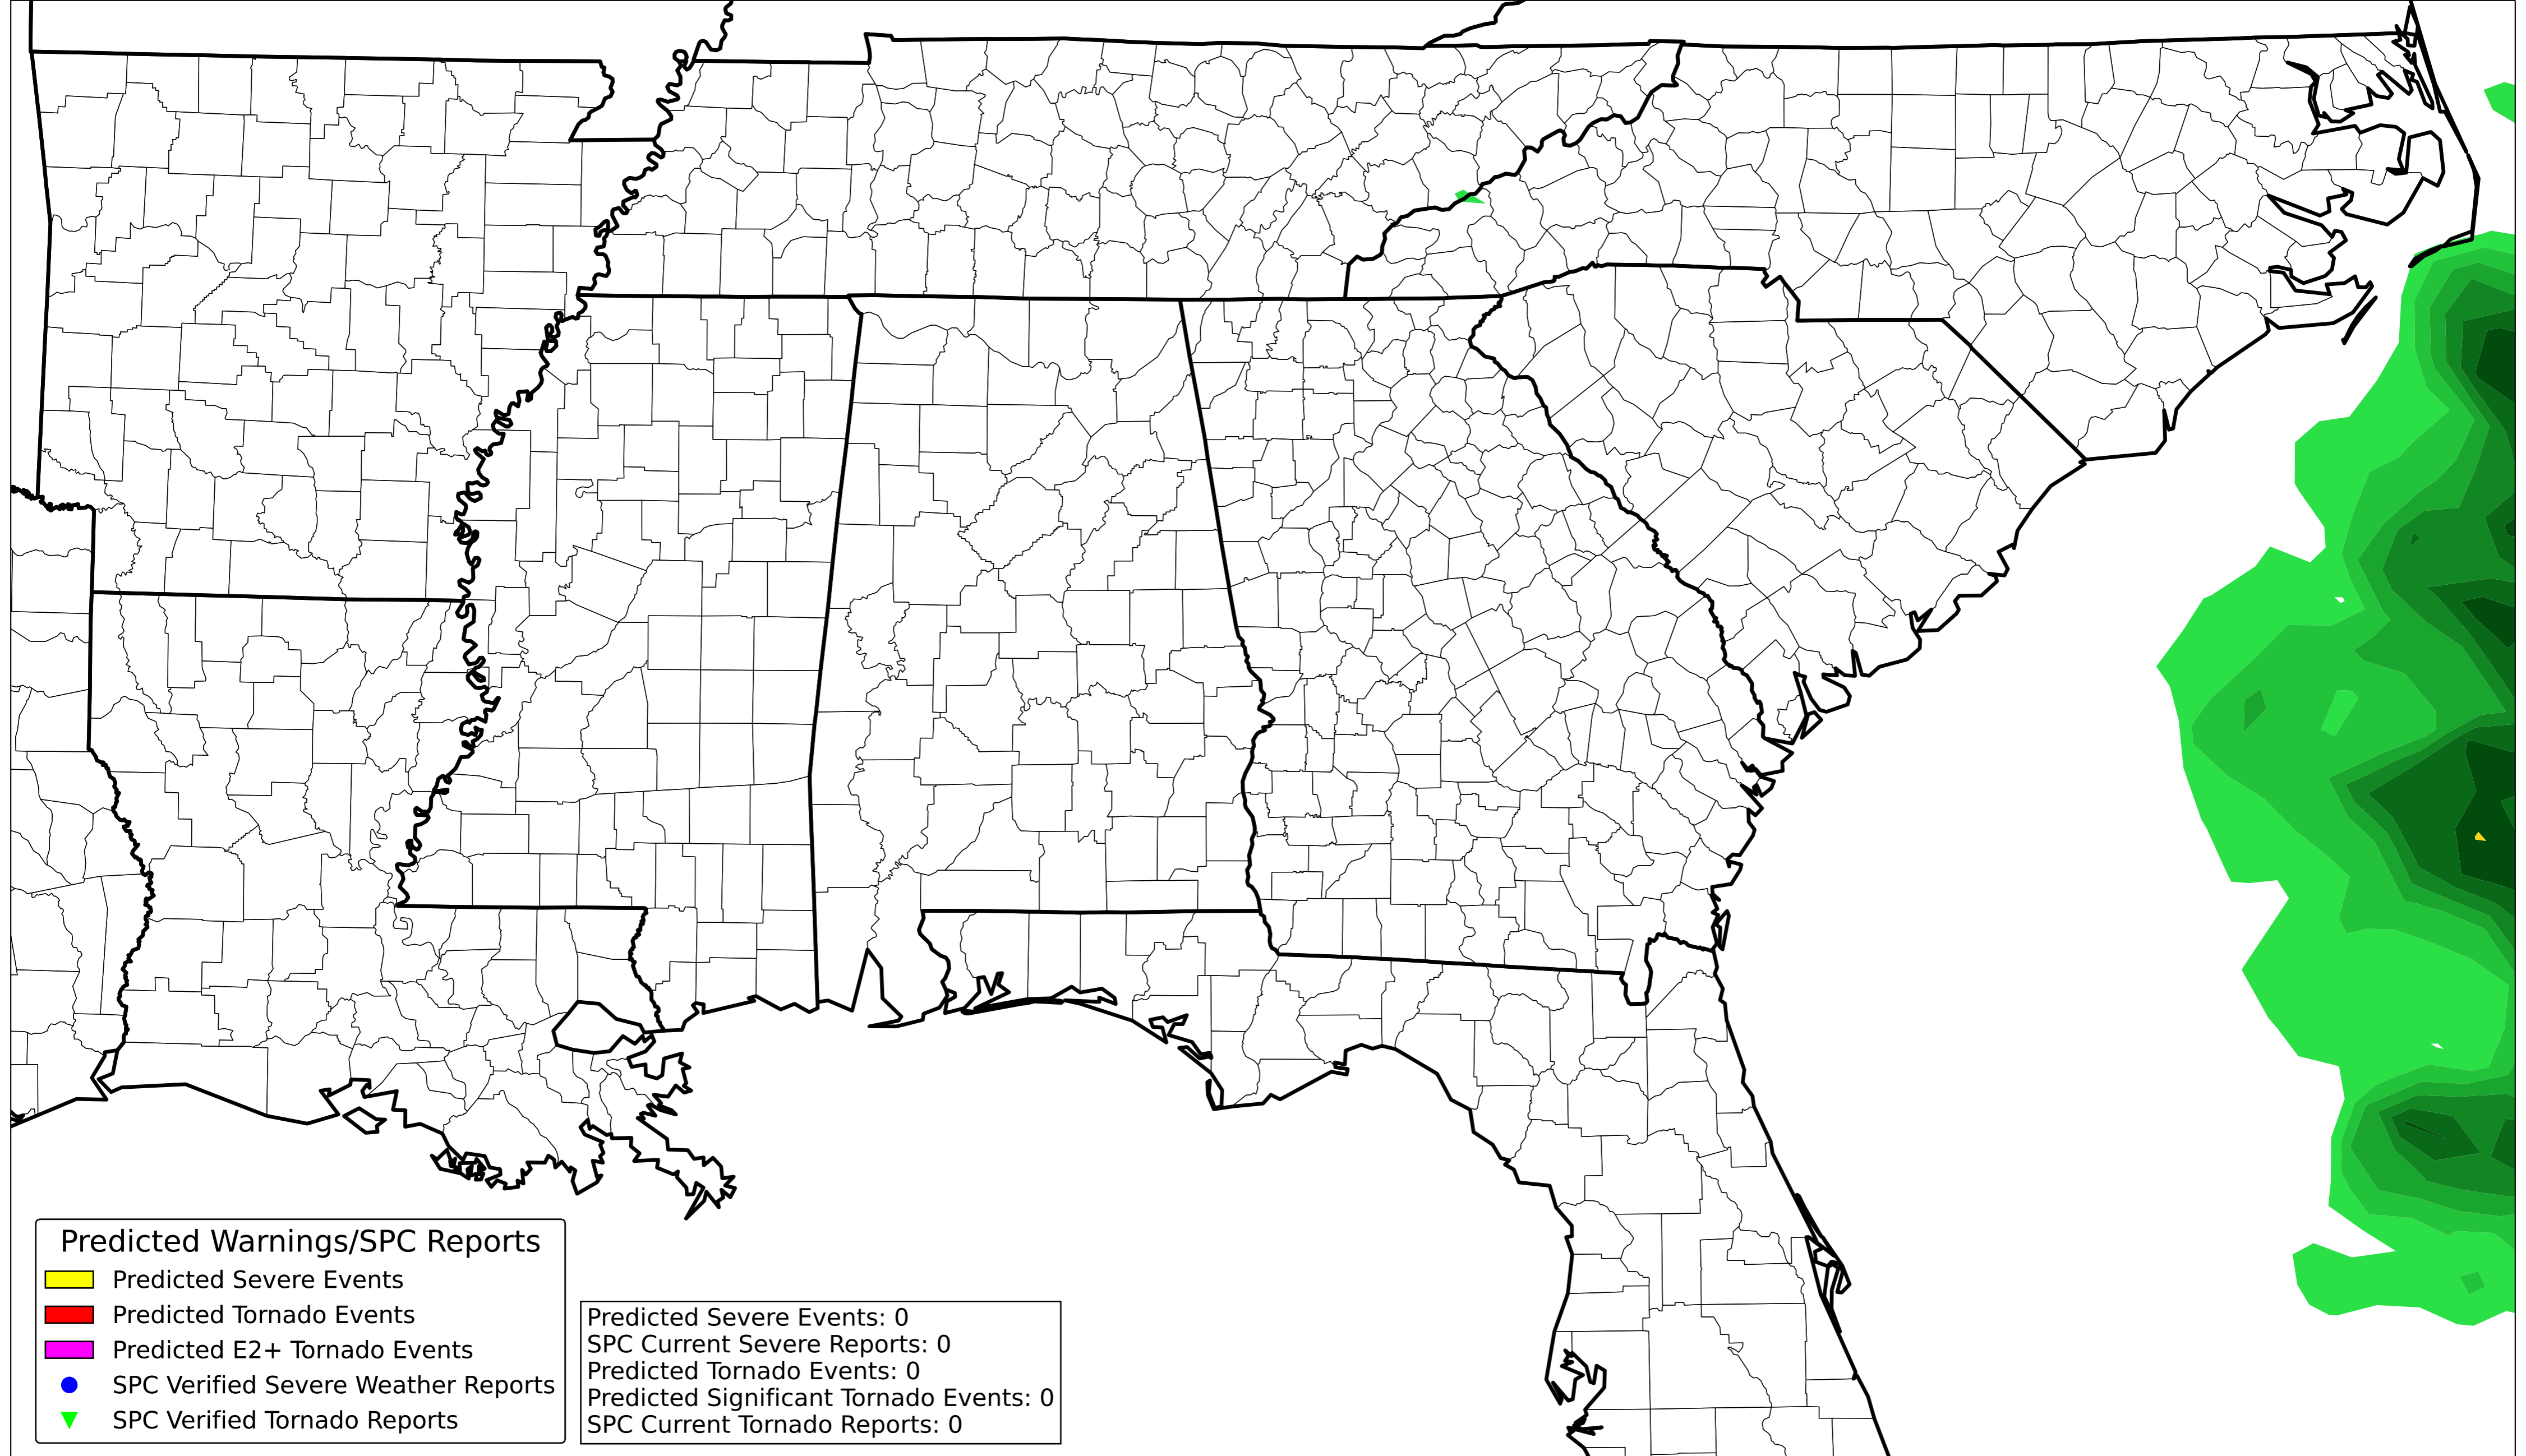 Predicted Warnings/SPC Reports
Predicted Severe Events
Predicted Tornado Events
Predicted E2+ Tornado Events
SPC Verified Severe Weather Reports
SPC Verified Tornado Reports
Predicted Severe Events: 0
SPC Current Severe Reports: 0
Predicted Tornado Events: 0
Predicted Significant Tornado Events: 0
SPC Current Tornado Reports: 0